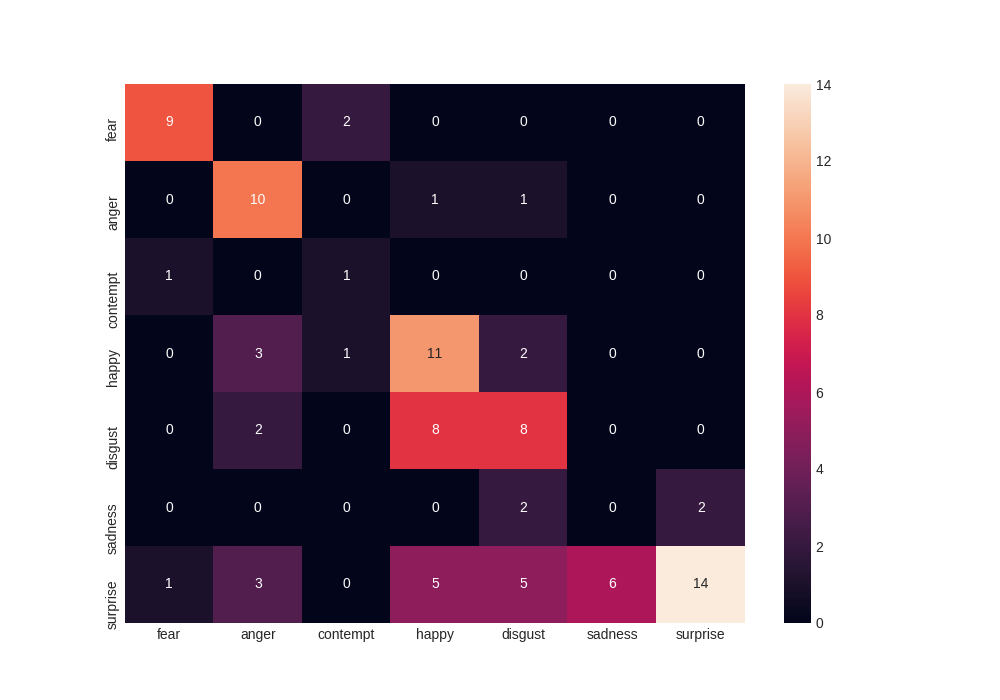 14
fear 9 0 2 0 0 0 0
12
anger 0 10 0 1 1 0 0
10
contempt 1 0 1 0 0 0 0
8
happy 0 3 1 11 2 0 0
6
disgust 0 2 0 8 8 0 0
4
sadness 0 0 0 0 2 0 2
2
surprise 1 3 0 5 5 6 14
0
fear anger contempt happy disgust sadness surprise